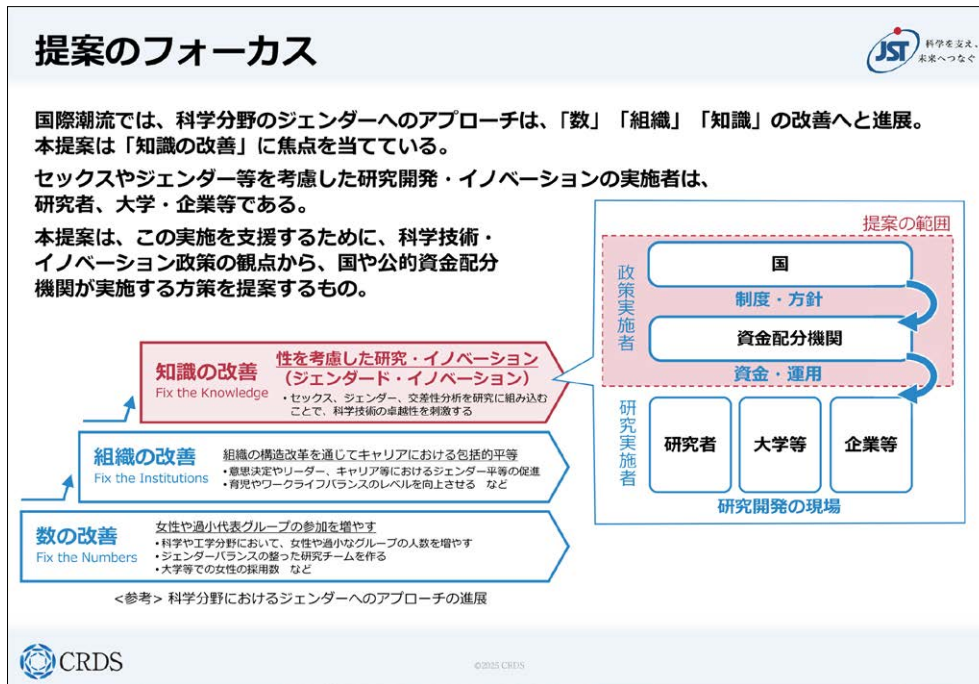 提案のフォーカス
JST
科学を支え、
未来へつなぐ
国際潮流では、科学分野のジェンダーへのアプローチは、「数」「組織」「知識」の改善へと進展。
本提案は「知識の改善」に焦点を当てている。
セックスやジェンダー等を考慮した研究開発・イノベーションの実施者は、
研究者、大学・企業等である。
本提案は、この実施を支援するために、科学技術・
イノベーション政策の観点から、国や公的資金配分
機関が実施する方策を提案するもの。
提案の範囲
政策実施者
国
制度・方針
資金配分機関
資金・運用
研究実施者
研究者
大学等
企業等
研究開発の現場
知識の改善
Fix the Knowledge
性を考慮した研究・イノベーション
（ジェンダード・イノベーション）
・セックス、ジェンダー、交差性分析を研究に組み込む
ことで、科学技術の卓越性を刺激する
組織の改善
Fix the Institutions
組織の構造改革を通じてキャリアにおける包括的平等
・意思決定やリーダー、キャリア等におけるジェンダー平等の促進
・育児やワークライフバランスのレベルを向上させる　など
数の改善
Fix the Numbers
女性や過小代表グループの参加を増やす
・科学や工学分野において、女性や過小なグループの人数を増やす
・ジェンダーバランスの整った研究チームを作る
・大学等での女性の採用数　など
<参考> 科学分野におけるジェンダーへのアプローチの進展
CRDS
©2025 CRDS